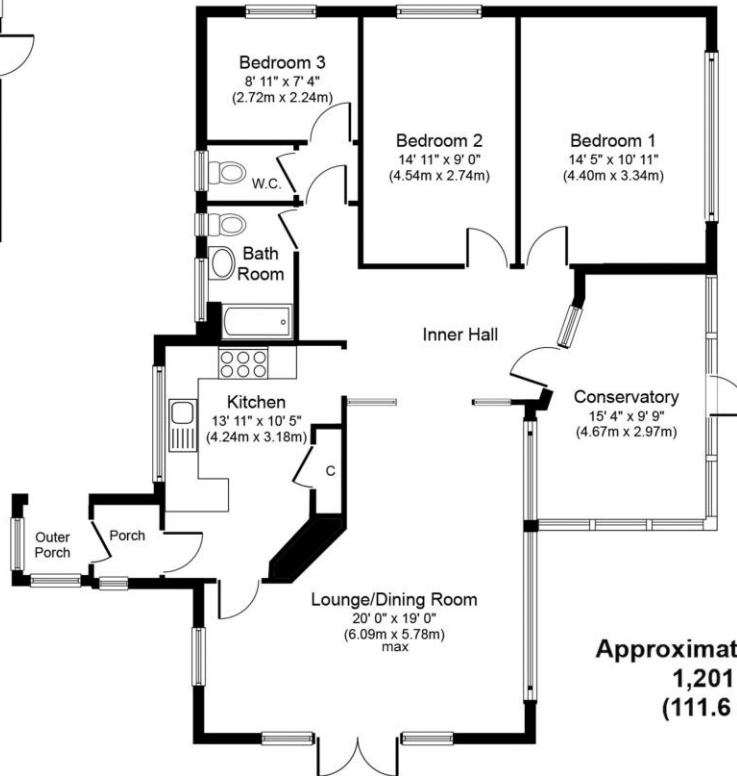 Bedroom 3
8' 11" x 7' 4"
(2.72m x 2.24m)
Bedroom 2
14' 11" x 9' 0"
(4.54m x 2.74m)
Bedroom 1
14' 5" x 10' 11"
(4.40m x 3.34m)
W.C.
Bath
Room
Inner Hall
Kitchen
13' 11" x 10' 5"
(4.24m x 3.18m)
C
Conservatory
15' 4" x 9' 9"
(4.67m x 2.97m)
Outer
Porch
Porch
Lounge/Dining Room
20' 0" x 19' 0"
(6.09m x 5.78m)
max
Approximat
1,201
(111.6